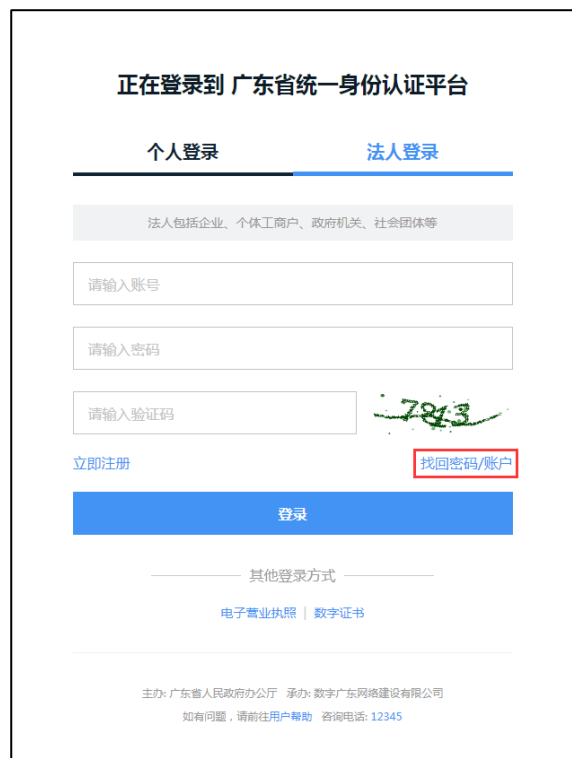 正在登录到 广东省统一身份认证平台
个人登录 法人登录
法人包括企业、个体工商户、政府机关、社会团体等
请输入账号
请输入密码
请输入验证码 7813
立即注册 找回密码/账户
登录
其他登录方式
电子营业执照 | 数字证书
主办: 广东省人民政府办公厅 承办: 数字广东网络建设有限公司
如有问题，请前往用户帮助 咨询电话: 12345